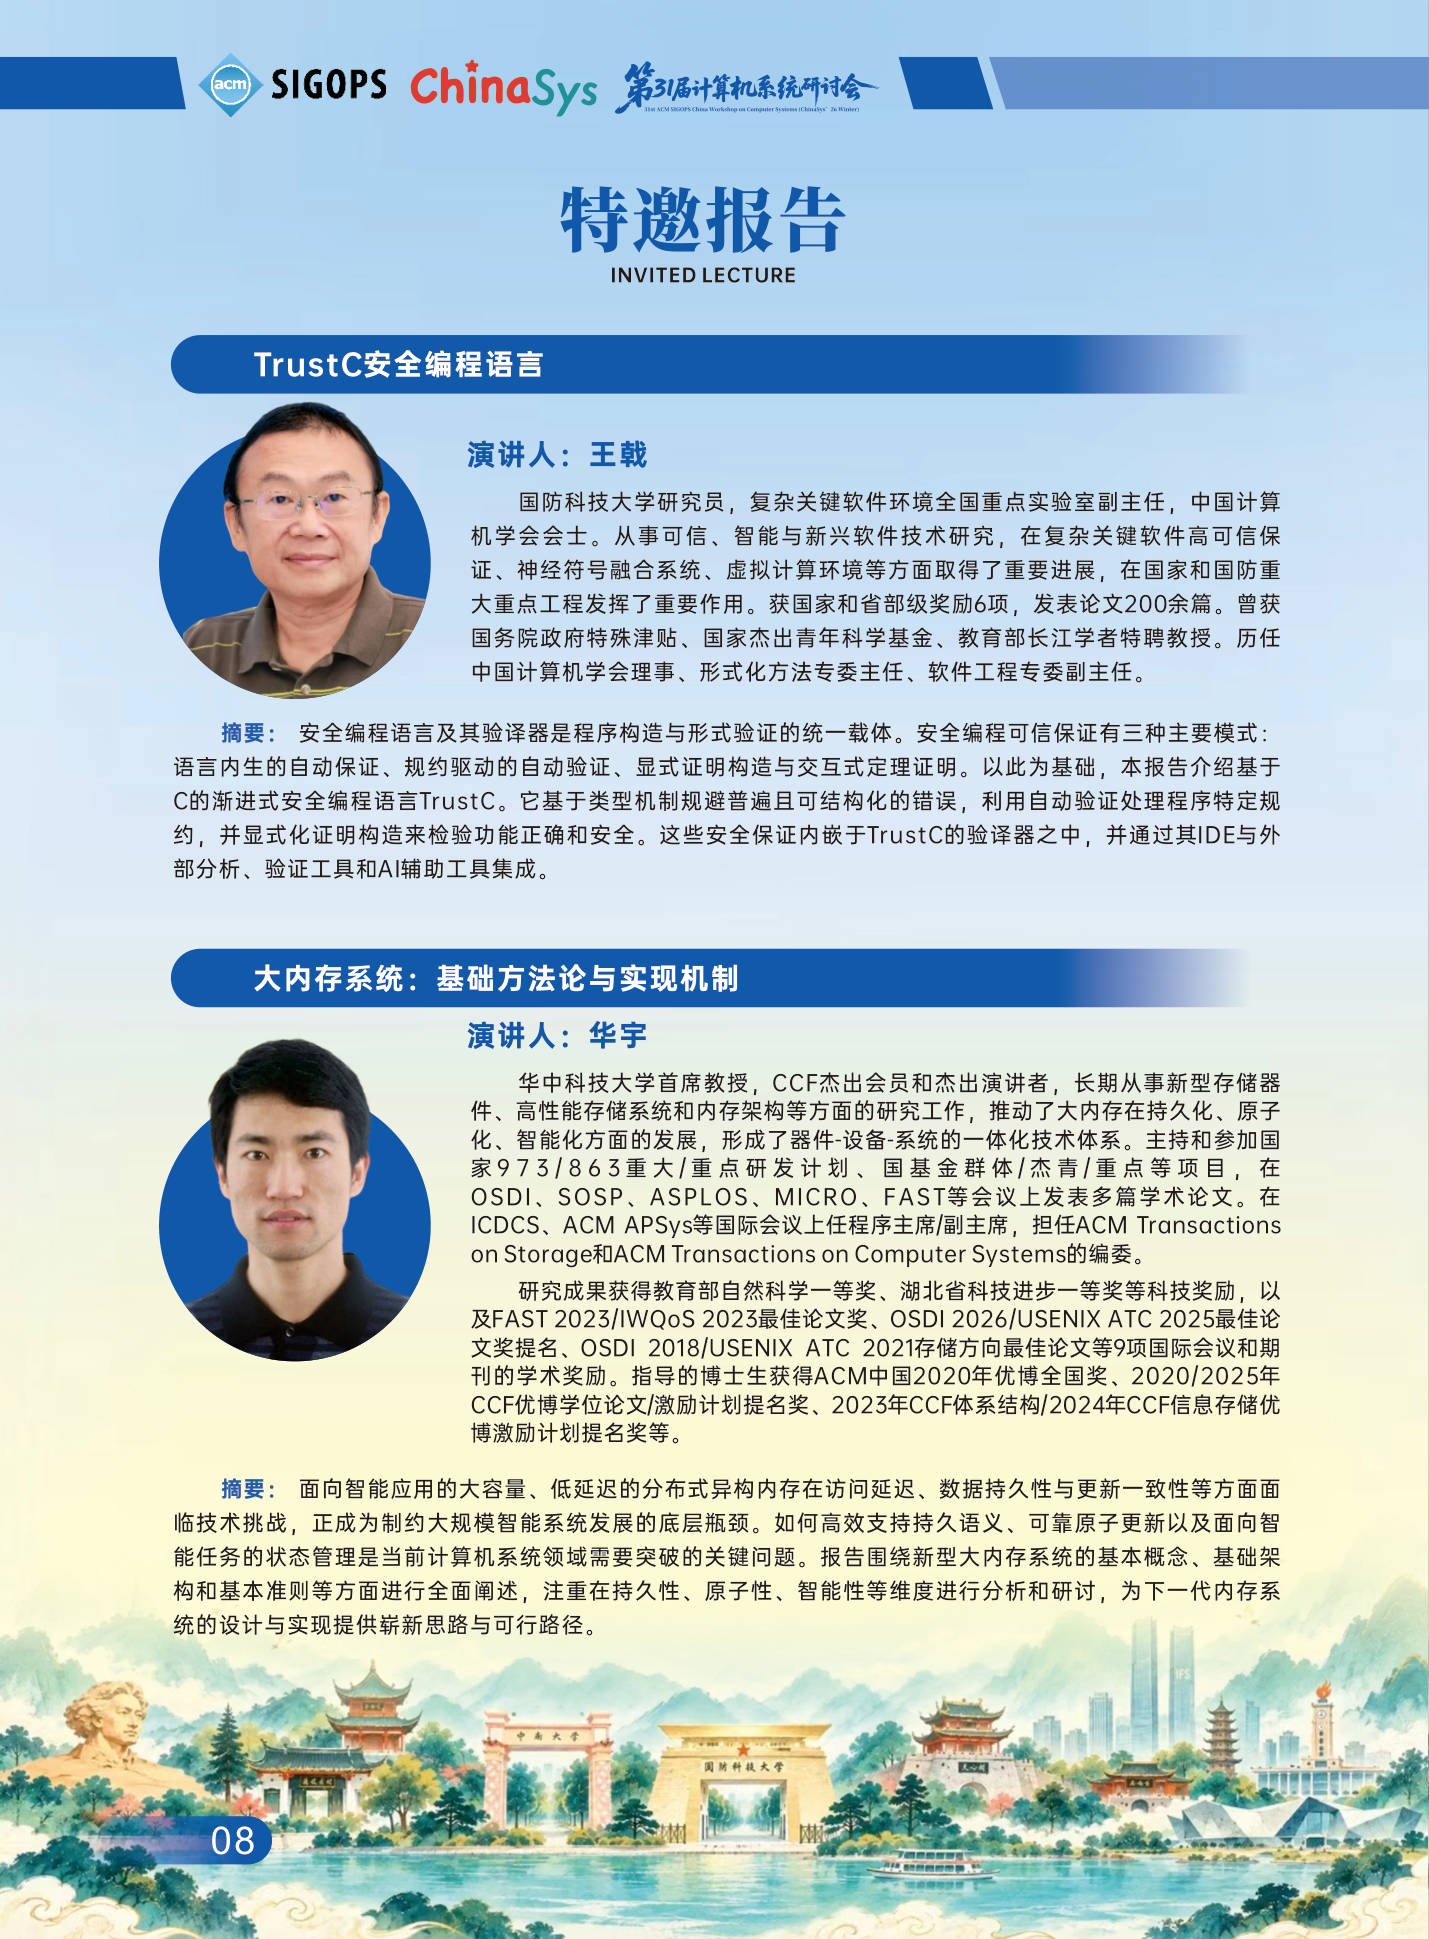 acm SIGOPS ChinaSys 第31届计算机系统研讨会
31st ACM SIGOPS China Workshop on Computer Systems (ChinaSys' 26 Winter)
特邀报告
INVITED LECTURE
TrustC安全编程语言
演讲人：王戟
国防科技大学研究员，复杂关键软件环境全国重点实验室副主任，中国计算
机学会会士。从事可信、智能与新兴软件技术研究，在复杂关键软件高可信保
证、神经符号融合系统、虚拟计算环境等方面取得了重要进展，在国家和国防重
大重点工程发挥了重要作用。获国家和省部级奖励6项，发表论文200余篇。曾获
国务院政府特殊津贴、国家杰出青年科学基金、教育部长江学者特聘教授。历任
中国计算机学会理事、形式化方法专委主任、软件工程专委副主任。
摘要： 安全编程语言及其验译器是程序构造与形式验证的统一载体。安全编程可信保证有三种主要模式：
语言内生的自动保证、规约驱动的自动验证、显式证明构造与交互式定理证明。以此为基础，本报告介绍基于
C的渐进式安全编程语言TrustC。它基于类型机制规避普遍且可结构化的错误，利用自动验证处理程序特定规
约，并显式化证明构造来检验功能正确和安全。这些安全保证内嵌于TrustC的验译器之中，并通过其IDE与外
部分析、验证工具和AI辅助工具集成。
大内存系统：基础方法论与实现机制
演讲人：华宇
华中科技大学首席教授，CCF杰出会员和杰出演讲者，长期从事新型存储器
件、高性能存储系统和内存架构等方面的研究工作，推动了大内存在持久化、原子
化、智能化方面的发展，形成了器件-设备-系统的一体化技术体系。主持和参加国
家973/863重大/重点研发计划、国基金群体/杰青/重点等项目，在
OSDI、SOSP、ASPLOS、MICRO、FAST等会议上发表多篇学术论文。在
ICDCS、ACM APSys等国际会议上任程序主席/副主席，担任ACM Transactions
on Storage和ACM Transactions on Computer Systems的编委。
研究成果获得教育部自然科学一等奖、湖北省科技进步一等奖等科技奖励，以
及FAST 2023/IWQoS 2023最佳论文奖、OSDI 2026/USENIX ATC 2025最佳论
文奖提名、OSDI 2018/USENIX ATC 2021存储方向最佳论文等9项国际会议和期
刊的学术奖励。指导的博士生获得ACM中国2020年优博全国奖、2020/2025年
CCF优博学位论文/激励计划提名奖、2023年CCF体系结构/2024年CCF信息存储优
博激励计划提名奖等。
摘要： 面向智能应用的大容量、低延迟的分布式异构内存在访问延迟、数据持久性与更新一致性等方面面
临技术挑战，正成为制约大规模智能系统发展的底层瓶颈。如何高效支持持久语义、可靠原子更新以及面向智
能任务的状态管理是当前计算机系统领域需要突破的关键问题。报告围绕新型大内存系统的基本概念、基础架
构和基本准则等方面进行全面阐述，注重在持久性、原子性、智能性等维度进行分析和研讨，为下一代内存系
统的设计与实现提供崭新思路与可行路径。
IFS
中南大学
国防科技大学
08